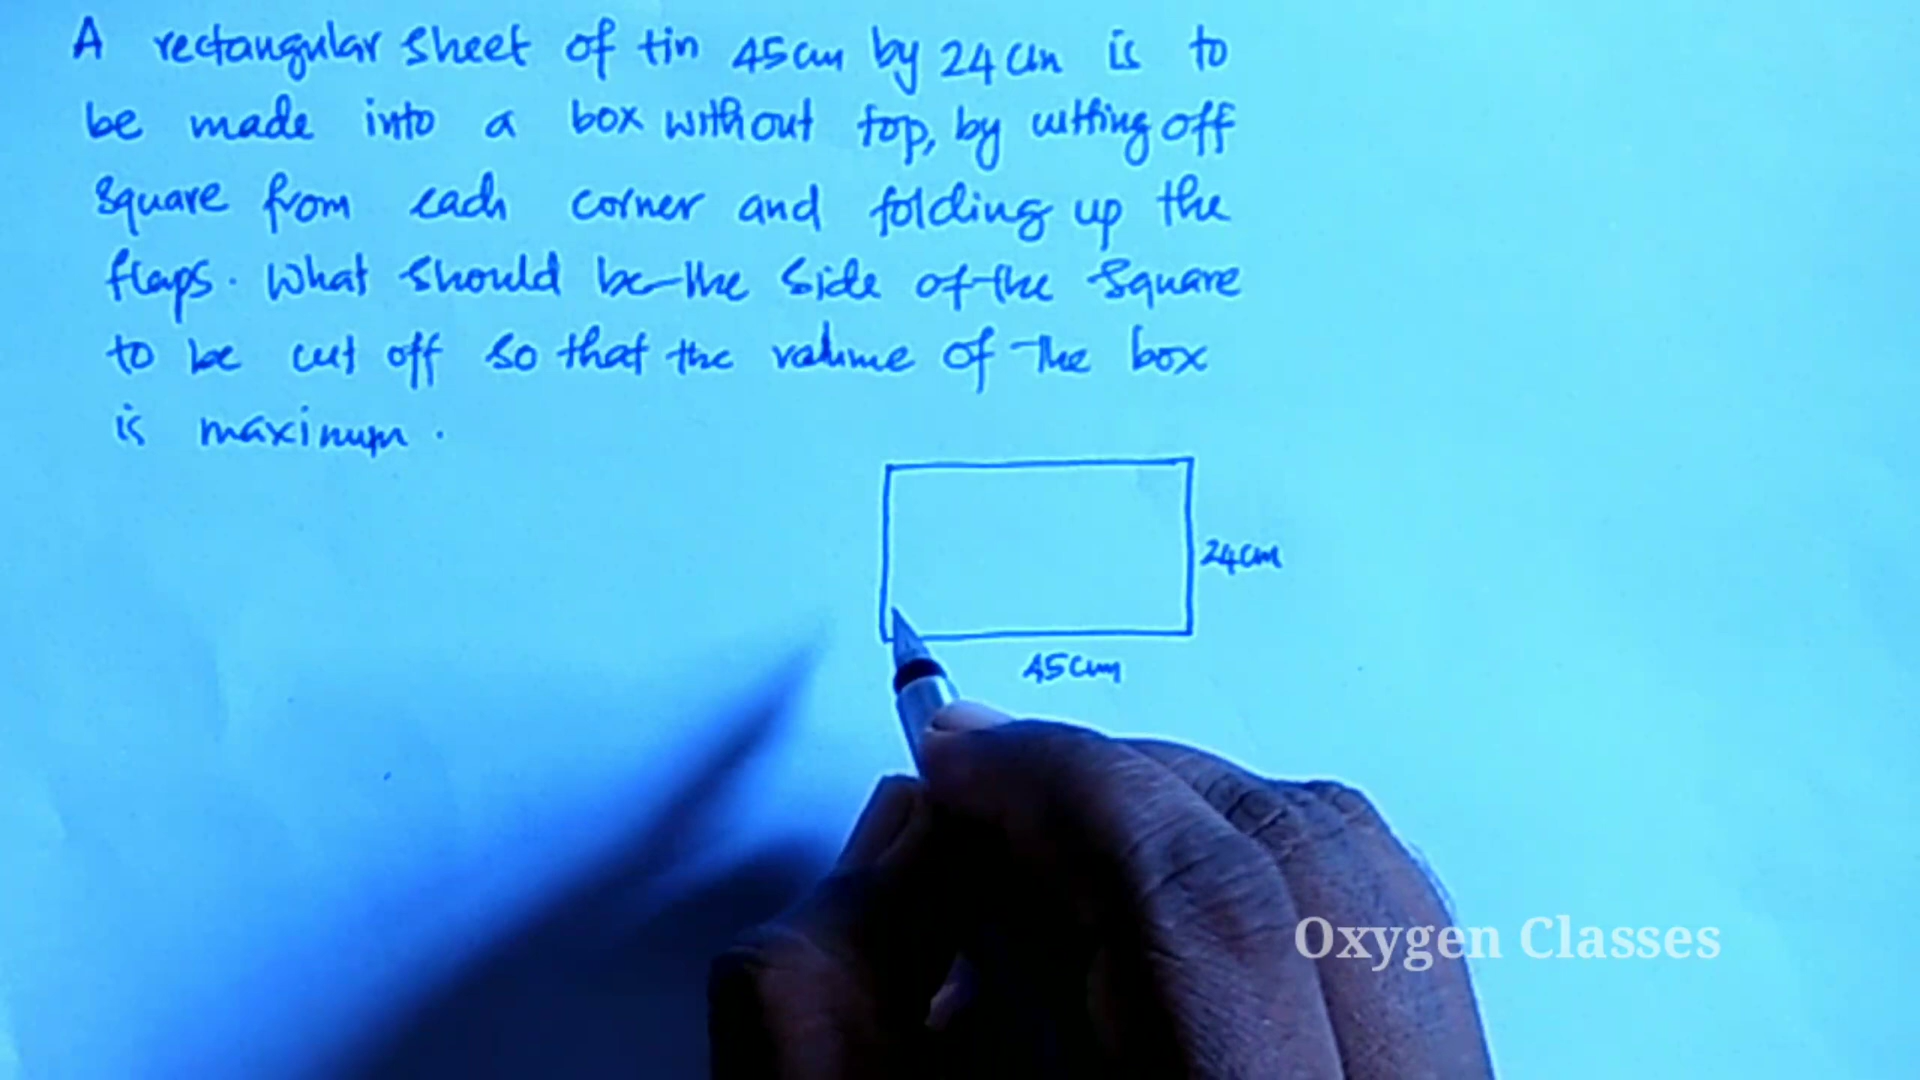 A rectangular sheet of tin 45cm by 24cm is to
be made into a box without top, by cutting off
square from each corner and folding up the
flaps. What should be the side of the square
to be cut off so that the volume of the box
is maximum.
24cm
45cm
Oxygen Classes